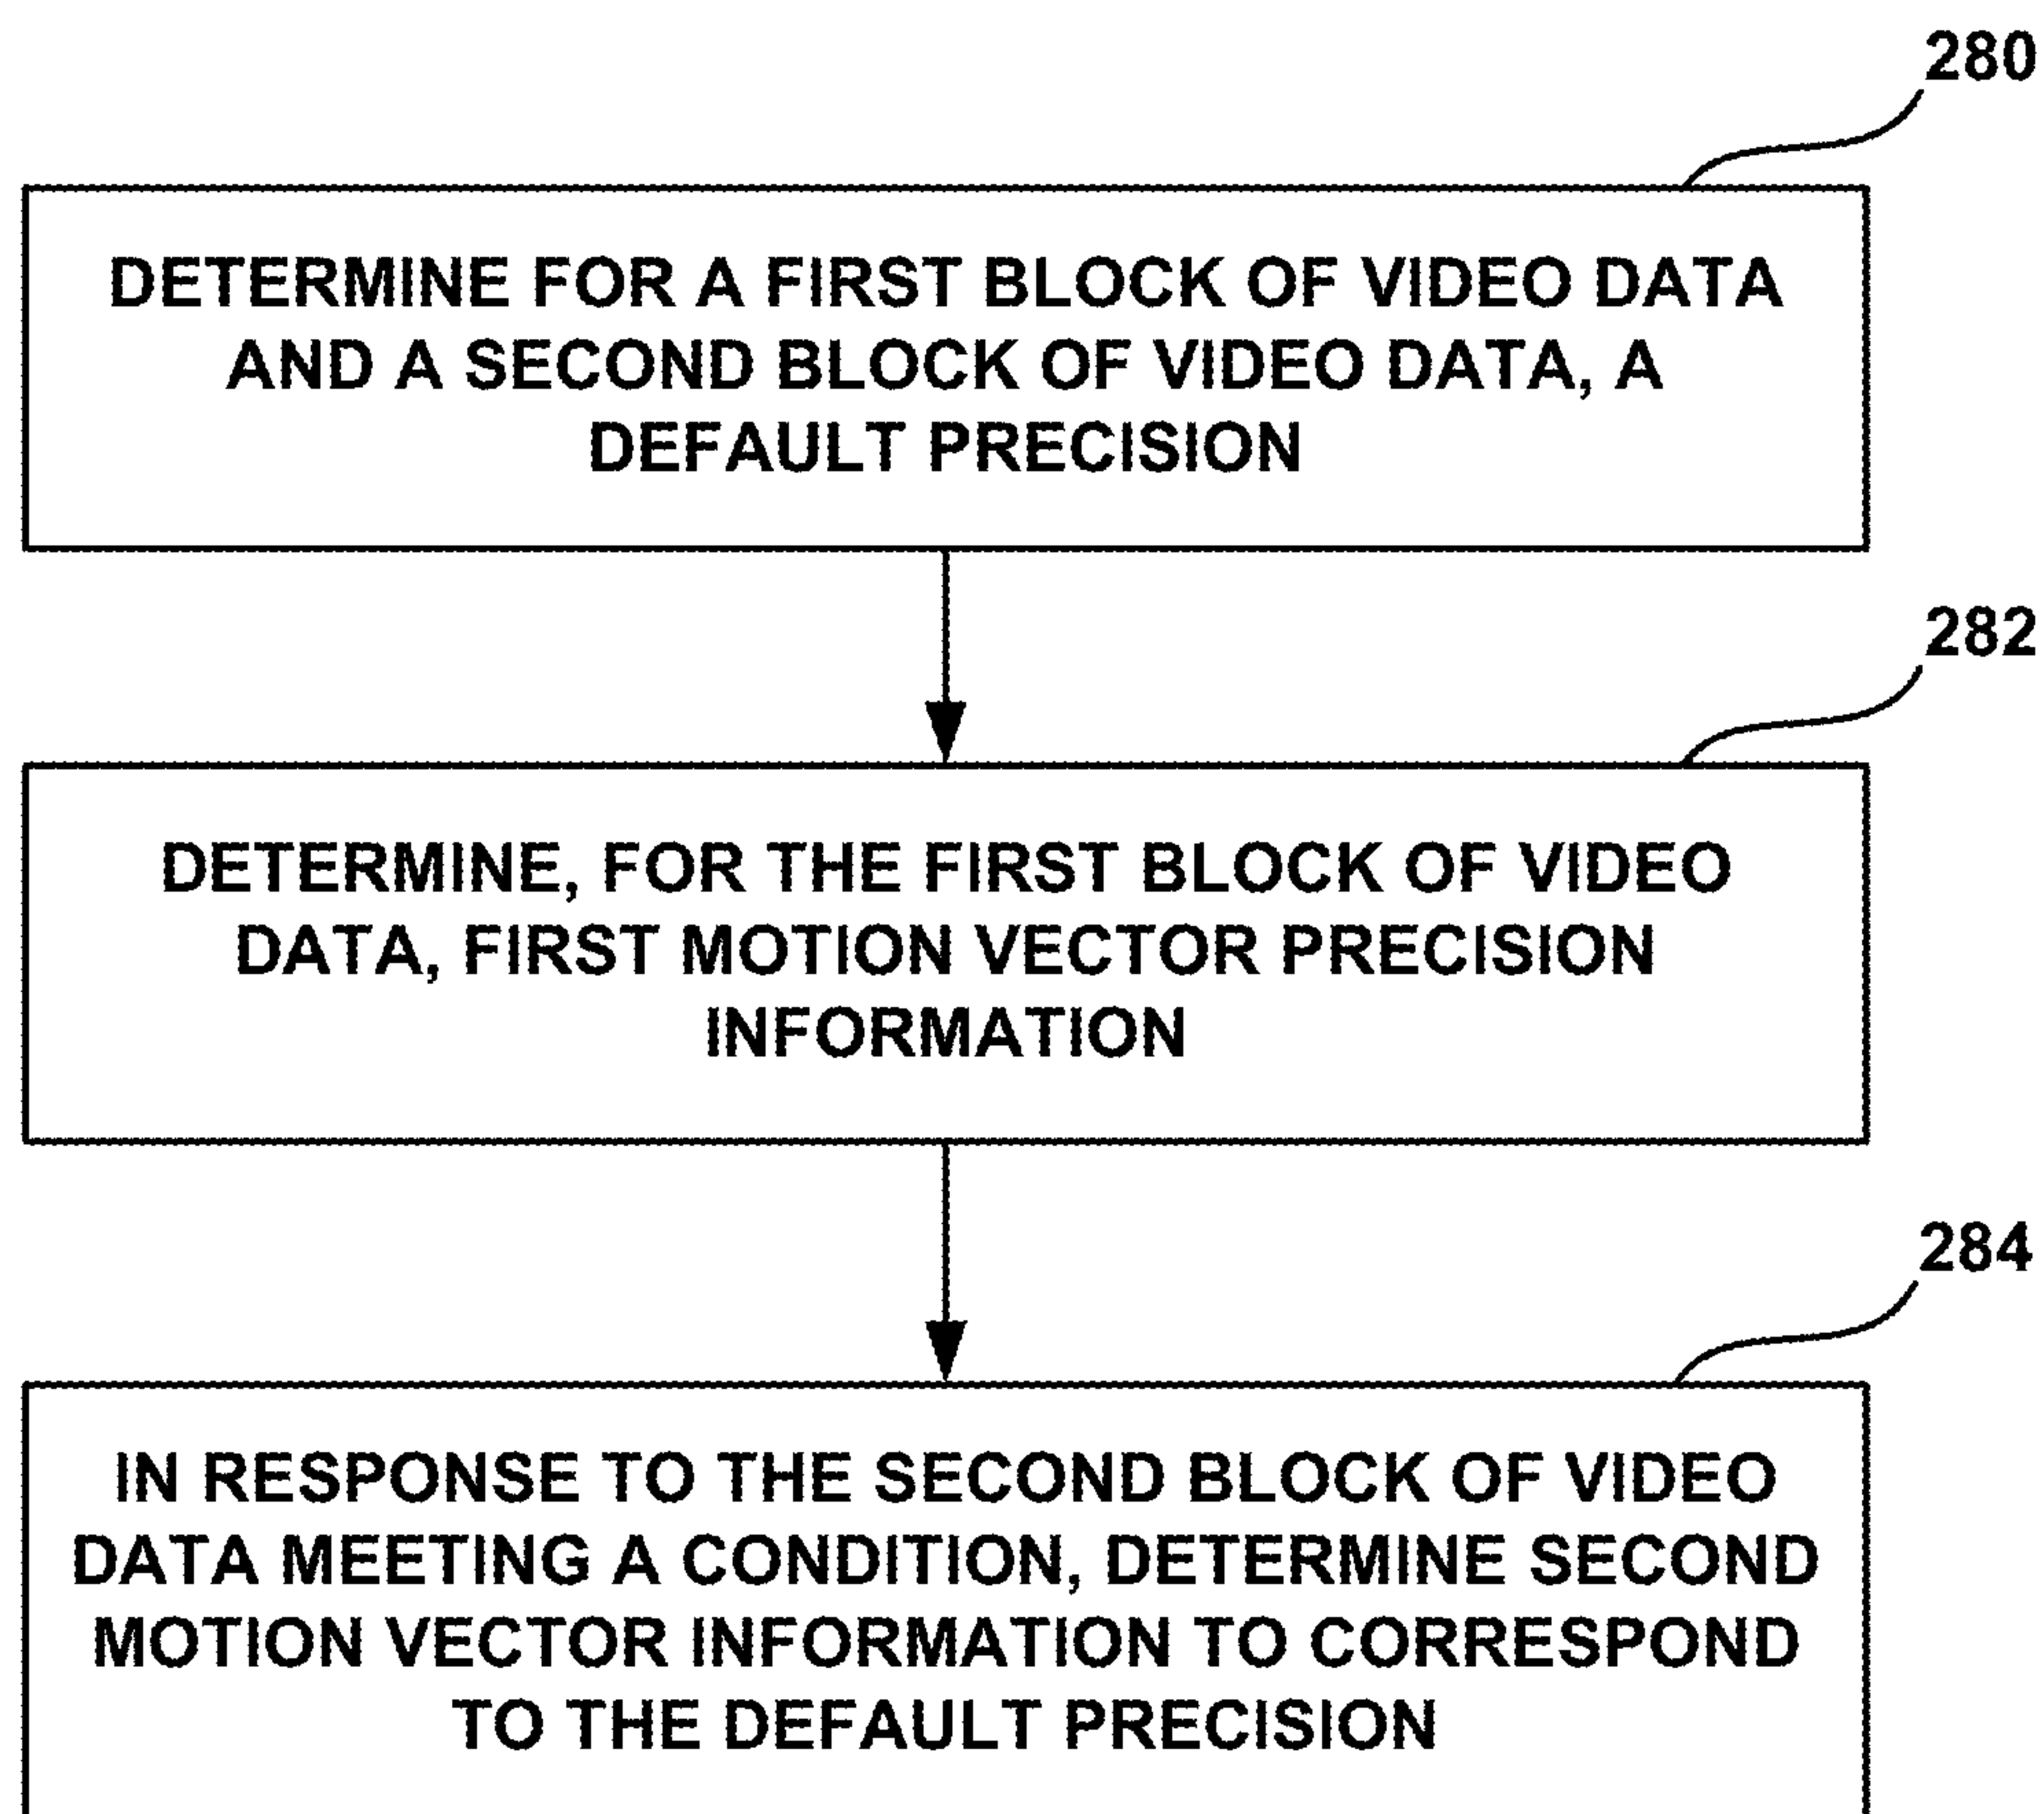 280
DETERMINE FOR A FIRST BLOCK OF VIDEO DATA
AND A SECOND BLOCK OF VIDEO DATA, A
DEFAULT PRECISION
282
DETERMINE, FOR THE FIRST BLOCK OF VIDEO
DATA, FIRST MOTION VECTOR PRECISION
INFORMATION
284
IN RESPONSE TO THE SECOND BLOCK OF VIDEO
DATA MEETING A CONDITION, DETERMINE SECOND
MOTION VECTOR INFORMATION TO CORRESPOND
TO THE DEFAULT PRECISION